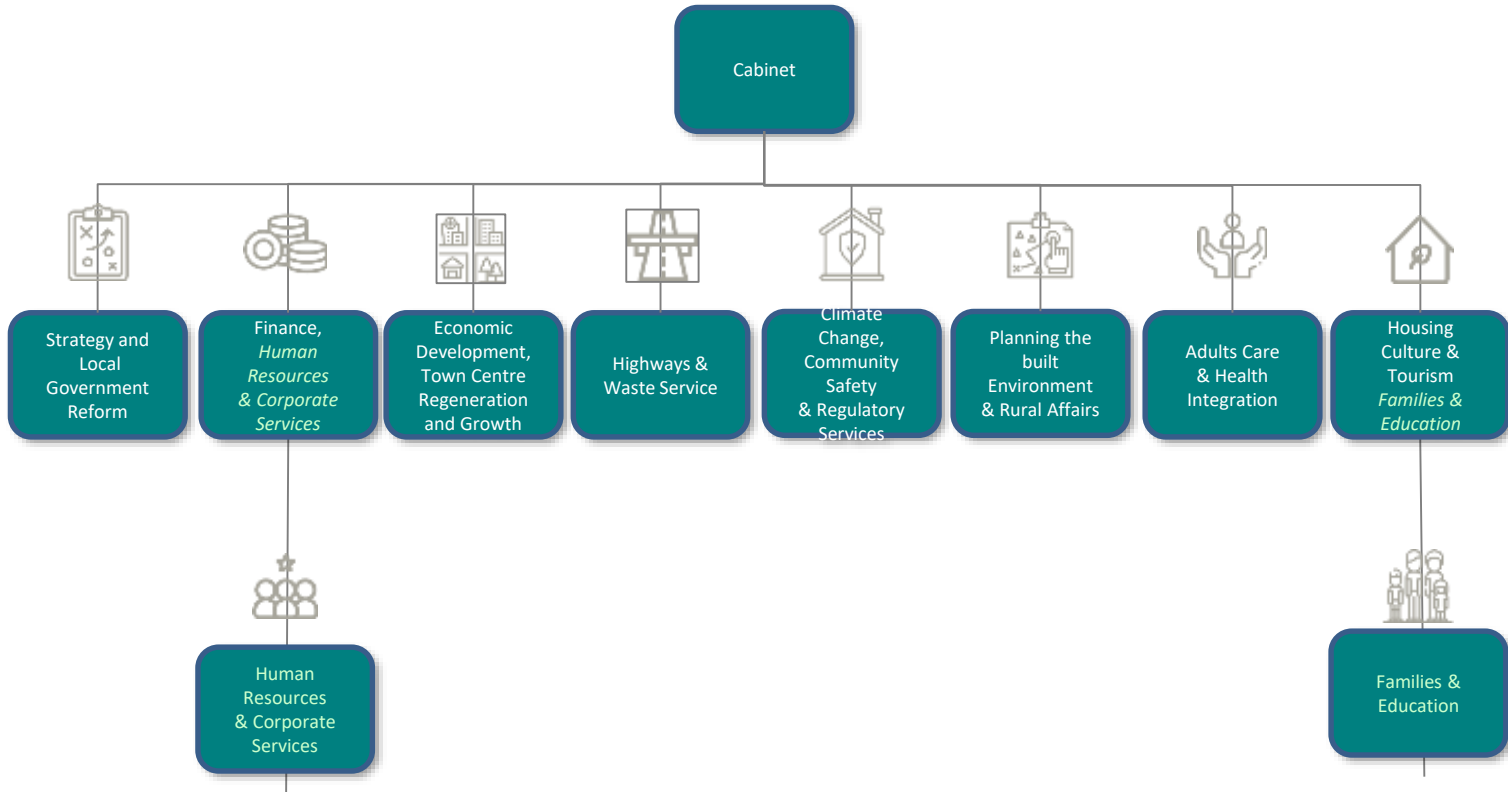 Cabinet
Strategy and
Local
Government
Reform
Finance,
Human
Resources
& Corporate
Services
Economic
Development,
Town Centre
Regeneration
and Growth
Highways &
Waste Service
Climate
Change,
Community
Safety
& Regulatory
Services
Planning the
built
Environment
& Rural Affairs
Adults Care
& Health
Integration
Housing
Culture &
Tourism
Families &
Education
Human
Resources
& Corporate
Services
Families &
Education